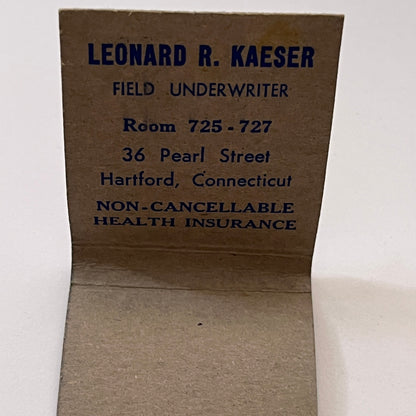 LEONARD R. KAESER
FIELD UNDERWRITER
Room 725-727
36 Pearl Street
Hartford, Connecticut
NON-CANCELLABLE
HEALTH INSURANCE